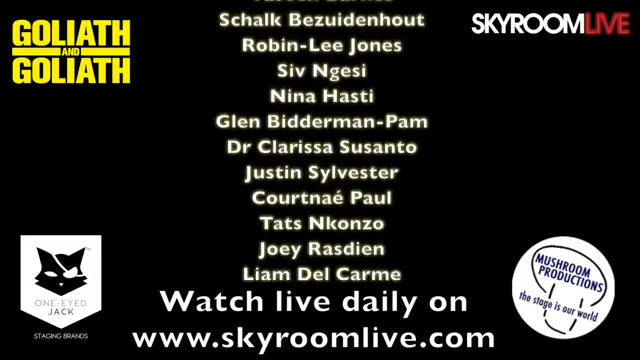 GOLIATH
AND
GOLIATH
SKYROOMLIVE
Schalk Bezuidenhout
Robin-Lee Jones
Siv Ngesi
Nina Hasti
Glen Bidderman-Pam
Dr Clarissa Susanto
Justin Sylvester
Courtnaé Paul
Tats Nkonzo
Joey Rasdien
Liam Del Carme
ONE-EYED
JACK
STAGING BRANDS
MUSHROOM
PRODUCTIONS
the stage is our world
Watch live daily on
www.skyroomlive.com